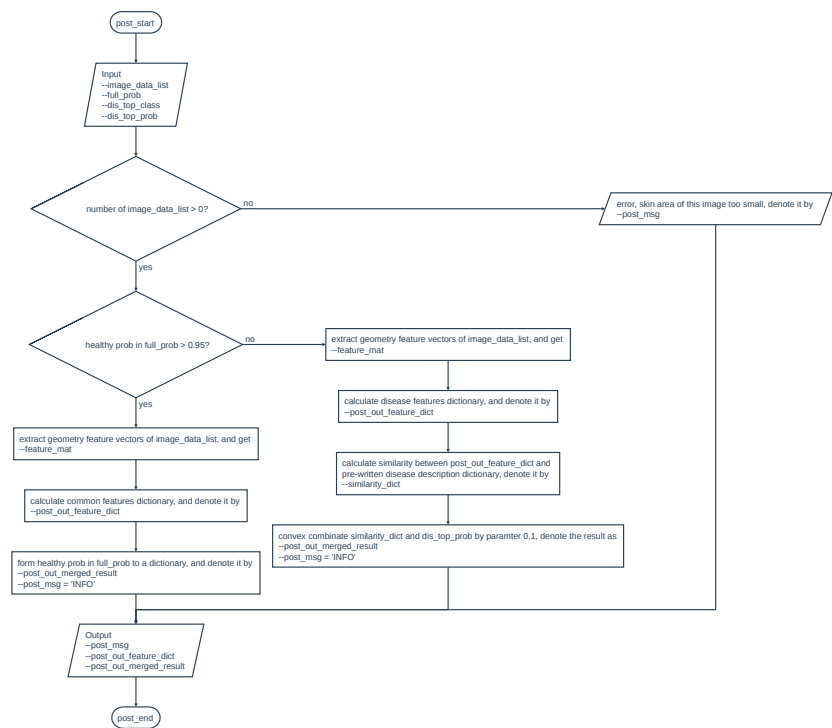 post_start
Input
--image_data_list
--full_prob
--dis_top_class
--dis_top_prob
number of image_data_list > 0?
no
error, skin area of this image too small, denote it by
--post_msg
yes
healthy prob in full_prob > 0.95?
no
extract geometry feature vectors of image_data_list, and get
--feature_mat
calculate disease features dictionary, and denote it by
--post_out_feature_dict
calculate similarity between post_out_feature_dict and
pre-written disease description dictionary, denote it by
--similarity_dict
convex combinate similarity_dict and dis_top_prob by paramter 0.1, denote the result as
--post_out_merged_result
--post_msg = 'INFO'
yes
extract geometry feature vectors of image_data_list, and get
--feature_mat
calculate common features dictionary, and denote it by
--post_out_feature_dict
form healthy prob in full_prob to a dictionary, and denote it by
--post_out_merged_result
--post_msg = 'INFO'
Output
--post_msg
--post_out_feature_dict
--post_out_merged_result
post_end